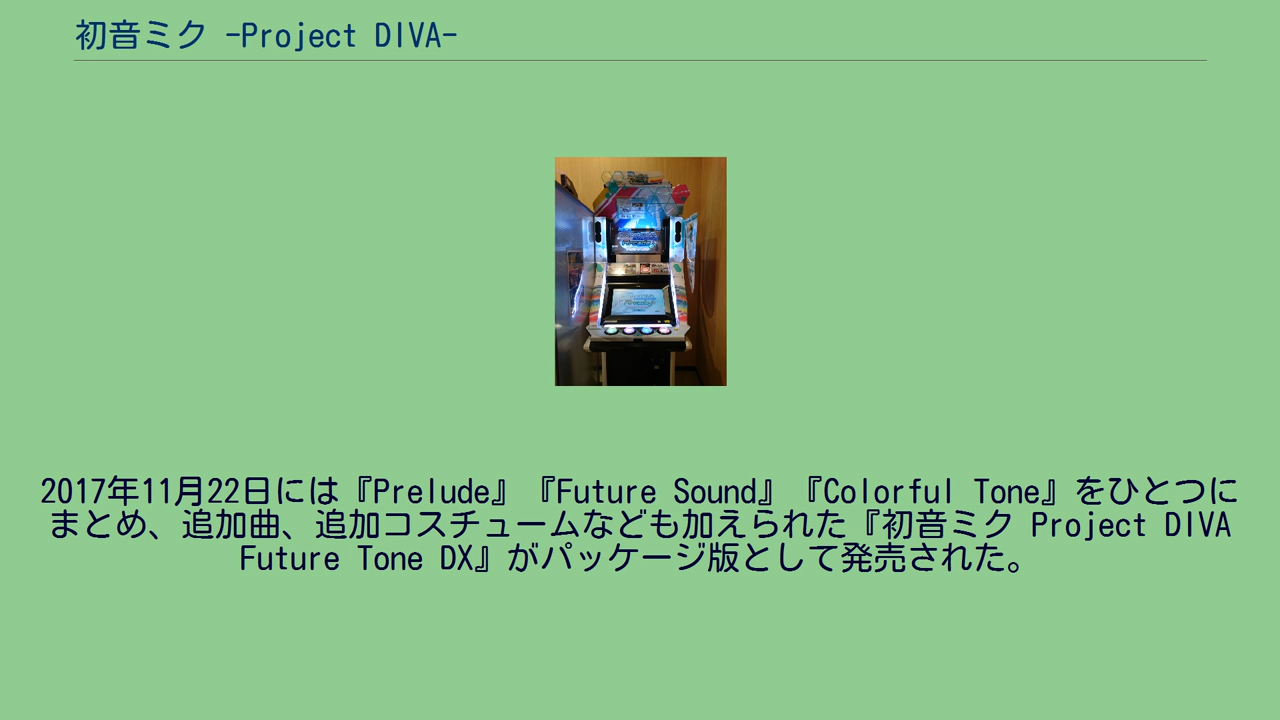 初音ミク -Project DIVA-
2017年11月22日には『Prelude』『Future Sound』『Colorful Tone』をひとつに
まとめ、追加曲、追加コスチュームなども加えられた『初音ミク Project DIVA
Future Tone DX』がパッケージ版として発売された。